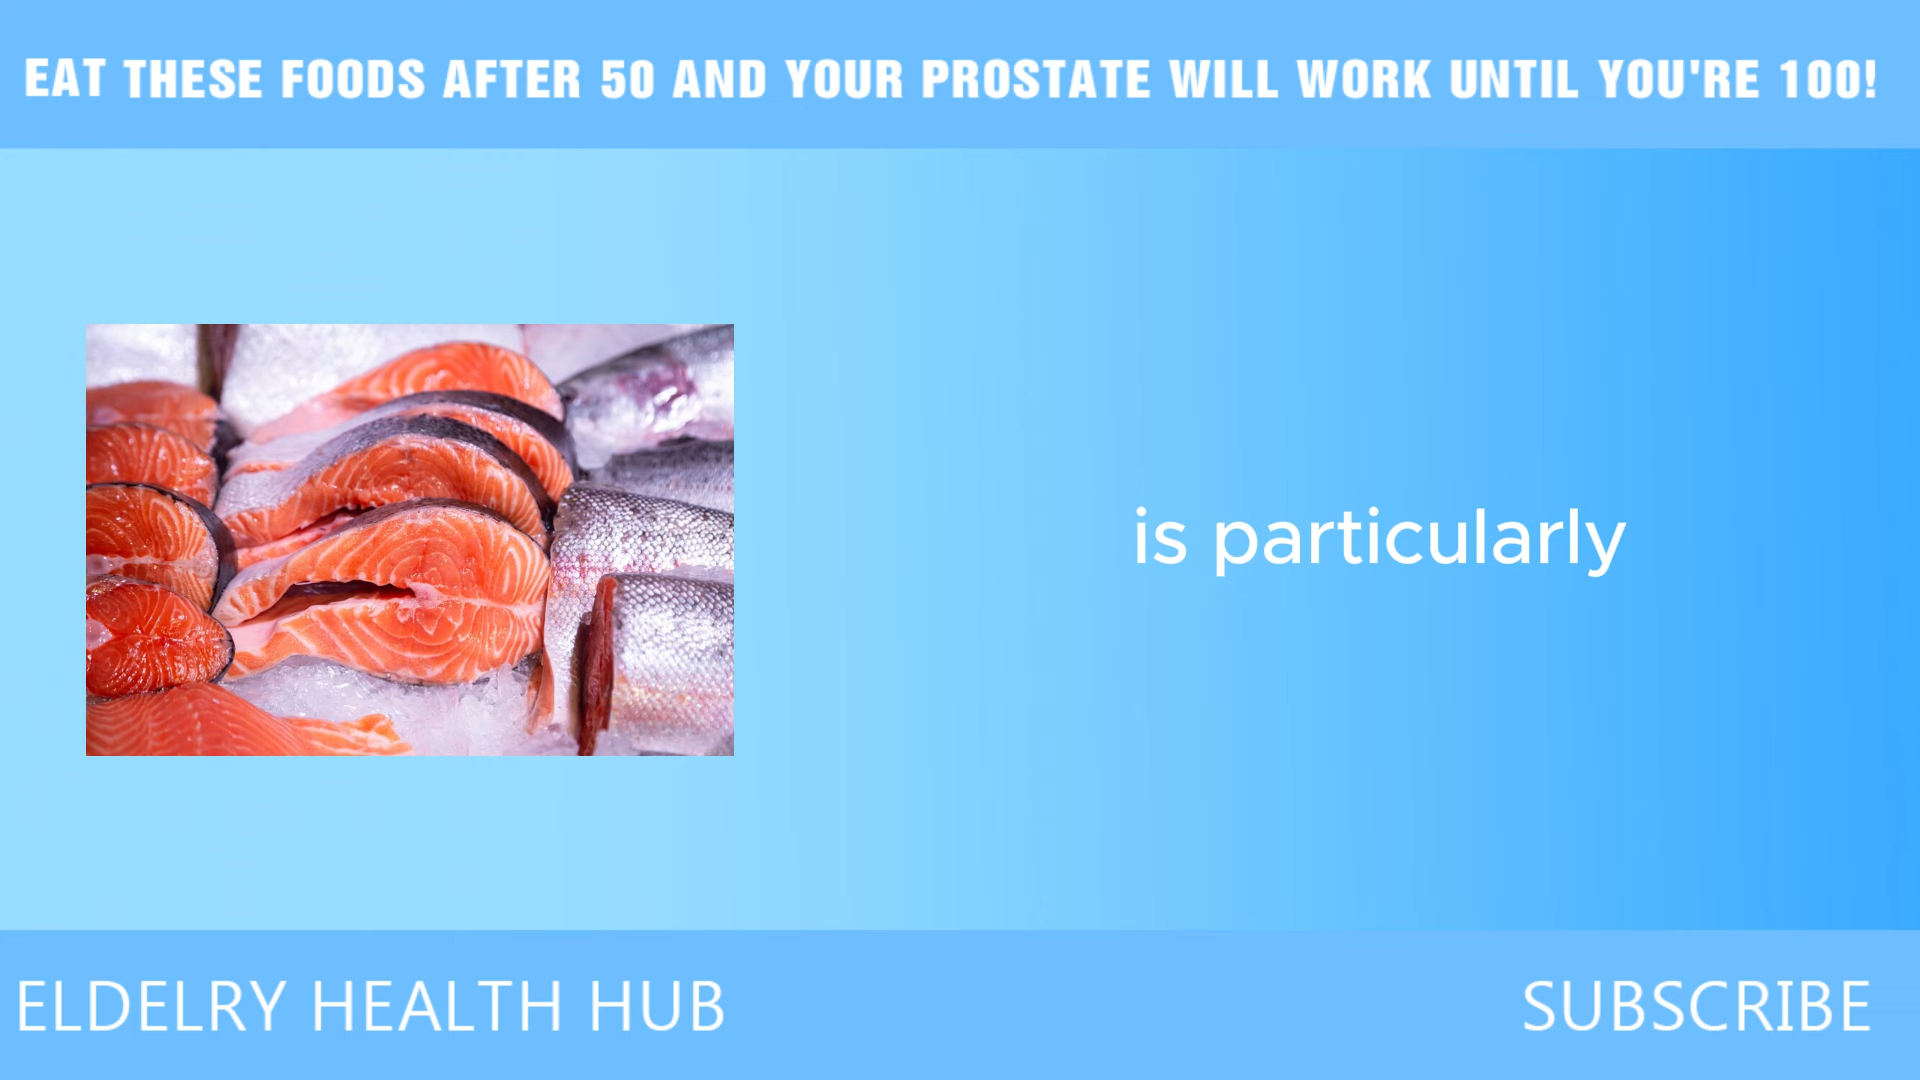 EAT THESE FOODS AFTER 50 AND YOUR PROSTATE WILL WORK UNTIL YOU'RE 100!
is particularly
ELDELRY HEALTH HUB
SUBSCRIBE